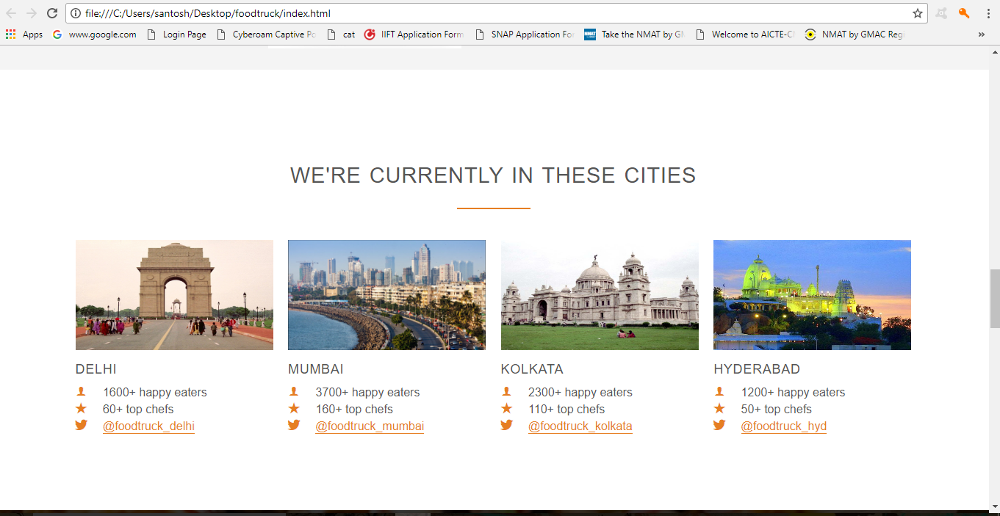 file:///C:/Users/santosh/Desktop/foodtruck/index.html
Apps www.google.com Login Page Cyberoam Captive Po cat IIFT Application Form SNAP Application For NMAT Take the NMAT by GM Welcome to AICTE-C NMAT by GMAC Regi »
WE'RE CURRENTLY IN THESE CITIES
DELHI
1600+ happy eaters
60+ top chefs
@foodtruck_delhi
MUMBAI
3700+ happy eaters
160+ top chefs
@foodtruck_mumbai
KOLKATA
2300+ happy eaters
110+ top chefs
@foodtruck_kolkata
HYDERABAD
1200+ happy eaters
50+ top chefs
@foodtruck_hyd